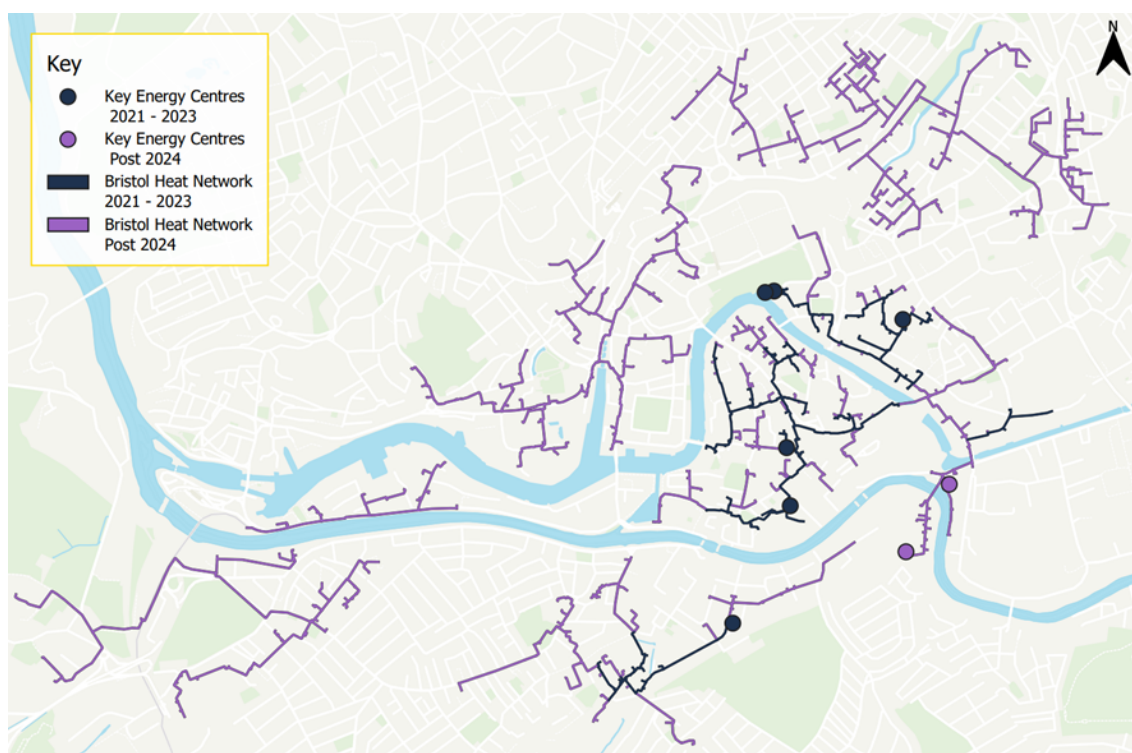 N
Key
Key Energy Centres
2021 - 2023
Key Energy Centres
Post 2024
Bristol Heat Network
2021 - 2023
Bristol Heat Network
Post 2024